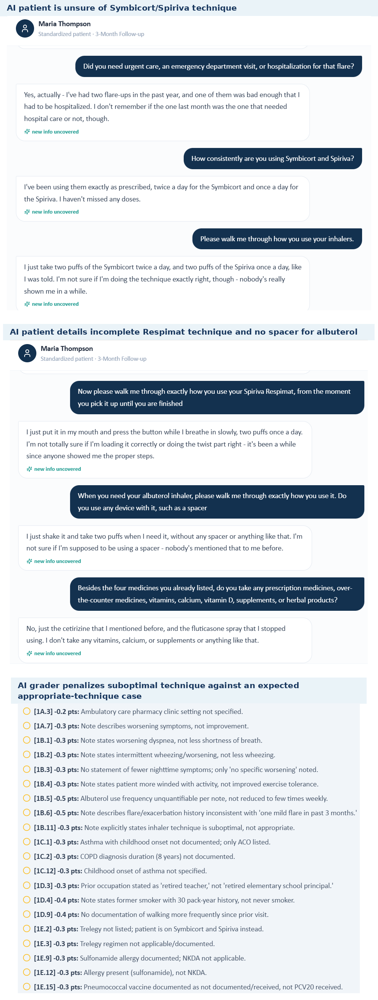 AI patient is unsure of Symbicort/Spiriva technique
Maria Thompson
Standardized patient · 3-Month Follow-up
Did you need urgent care, an emergency department visit, or hospitalization for that flare?
Yes, actually - I've had two flare-ups in the past year, and one of them was bad enough that I
had to be hospitalized. I don't remember if the one last month was the one that needed
hospital care or not, though.
new info uncovered
How consistently are you using Symbicort and Spiriva?
I've been using them exactly as prescribed, twice a day for the Symbicort and once a day for
the Spiriva. I haven't missed any doses.
new info uncovered
Please walk me through how you use your inhalers.
I just take two puffs of the Symbicort twice a day, and two puffs of the Spiriva once a day, like
I was told. I'm not sure if I'm doing the technique exactly right, though - nobody's really
shown me in a while.
new info uncovered
AI patient details incomplete Respimat technique and no spacer for albuterol
Maria Thompson
Standardized patient · 3-Month Follow-up
Now please walk me through exactly how you use your Spiriva Respimat, from the moment
you pick it up until you are finished
I just put it in my mouth and press the button while I breathe in slowly, two puffs once a day.
I'm not totally sure if I'm loading it correctly or doing the twist part right - it's been a while
since anyone showed me the proper steps.
new info uncovered
When you need your albuterol inhaler, please walk me through exactly how you use it. Do
you use any device with it, such as a spacer
I just shake it and take two puffs when I need it, without any spacer or anything like that. I'm
not sure if I'm supposed to be using a spacer - nobody's mentioned that to me before.
new info uncovered
Besides the four medicines you already listed, do you take any prescription medicines, over-
the-counter medicines, vitamins, calcium, vitamin D, supplements, or herbal products?
No, just the cetirizine that I mentioned before, and the fluticasone spray that I stopped
using. I don't take any vitamins, calcium, or supplements or anything like that.
new info uncovered
AI grader penalizes suboptimal technique against an expected
appropriate-technique case
[1A.3] -0.2 pts: Ambulatory care pharmacy clinic setting not specified.
[1A.7] -0.3 pts: Note describes worsening symptoms, not improvement.
[1B.1] -0.3 pts: Note states worsening dyspnea, not less shortness of breath.
[1B.2] -0.3 pts: Note states intermittent wheezing/worsening, not less wheezing.
[1B.3] -0.3 pts: No statement of fewer nighttime symptoms; only 'no specific worsening' noted.
[1B.4] -0.3 pts: Note states patient more winded with activity, not improved exercise tolerance.
[1B.5] -0.5 pts: Albuterol use frequency unquantifiable per note, not reduced to few times weekly.
[1B.6] -0.5 pts: Note describes flare/exacerbation history inconsistent with 'one mild flare in past 3 months.'
[1B.11] -0.3 pts: Note explicitly states inhaler technique is suboptimal, not appropriate.
[1C.1] -0.3 pts: Asthma with childhood onset not documented; only ACO listed.
[1C.2] -0.3 pts: COPD diagnosis duration (8 years) not documented.
[1C.12] -0.3 pts: Childhood onset of asthma not specified.
[1D.3] -0.3 pts: Prior occupation stated as 'retired teacher,' not 'retired elementary school principal.'
[1D.4] -0.4 pts: Note states former smoker with 30 pack-year history, not never smoker.
[1D.9] -0.4 pts: No documentation of walking more frequently since prior visit.
[1E.2] -0.3 pts: Trelegy not listed; patient is on Symbicort and Spiriva instead.
[1E.3] -0.3 pts: Trelegy regimen not applicable/documented.
[1E.9] -0.3 pts: Sulfonamide allergy documented; NKDA not applicable.
[1E.12] -0.3 pts: Allergy present (sulfonamide), not NKDA.
[1E.15] -0.3 pts: Pneumococcal vaccine documented as not documented/received, not PCV20 received.